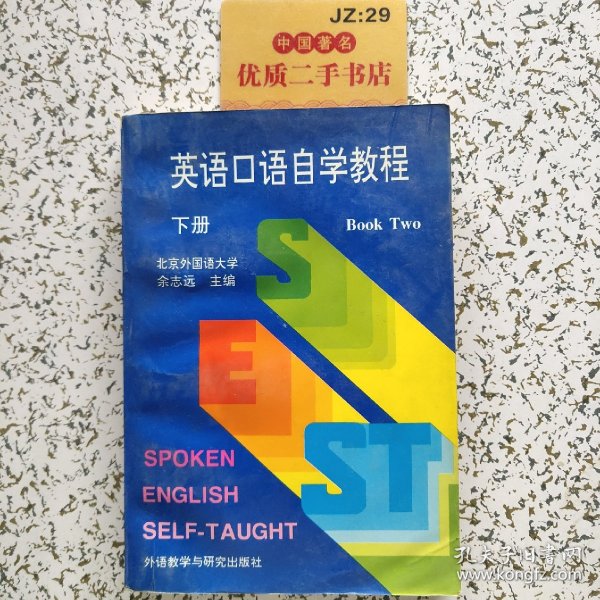 JZ:29
中国著名
优质二手书店
英语口语自学教程
下册
Book Two
北京外国语大学
余志远 主编
S
E
ST
SPOKEN
ENGLISH
SELF-TAUGHT
外语教学与研究出版社
孔夫子旧书网
www.kongfz.com